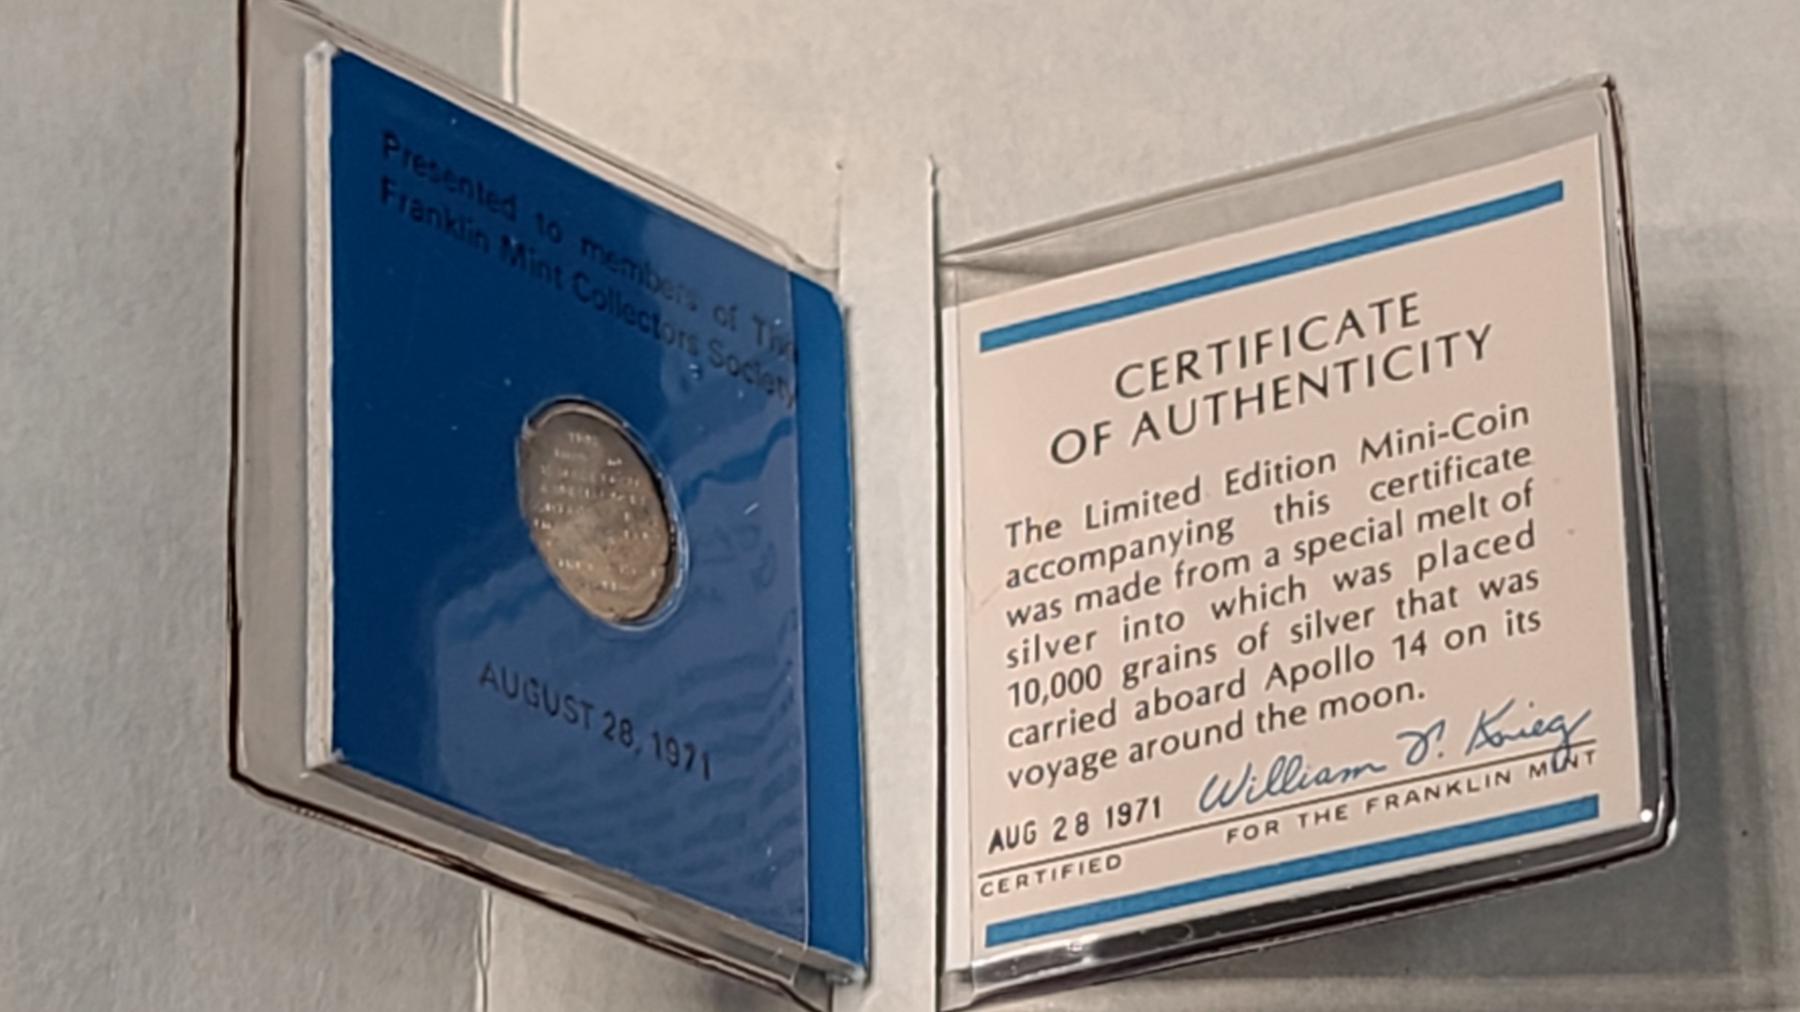 Presented to members of The
Franklin Mint Collectors Society
AUGUST 28, 1971
CERTIFICATE
OF AUTHENTICITY
The Limited Edition Mini-Coin
accompanying this certificate
was made from a special melt of
silver into which was placed
10,000 grains of silver that was
carried aboard Apollo 14 on its
voyage around the moon.
AUG 28 1971 William T. Krieg
CERTIFIED FOR THE FRANKLIN MINT